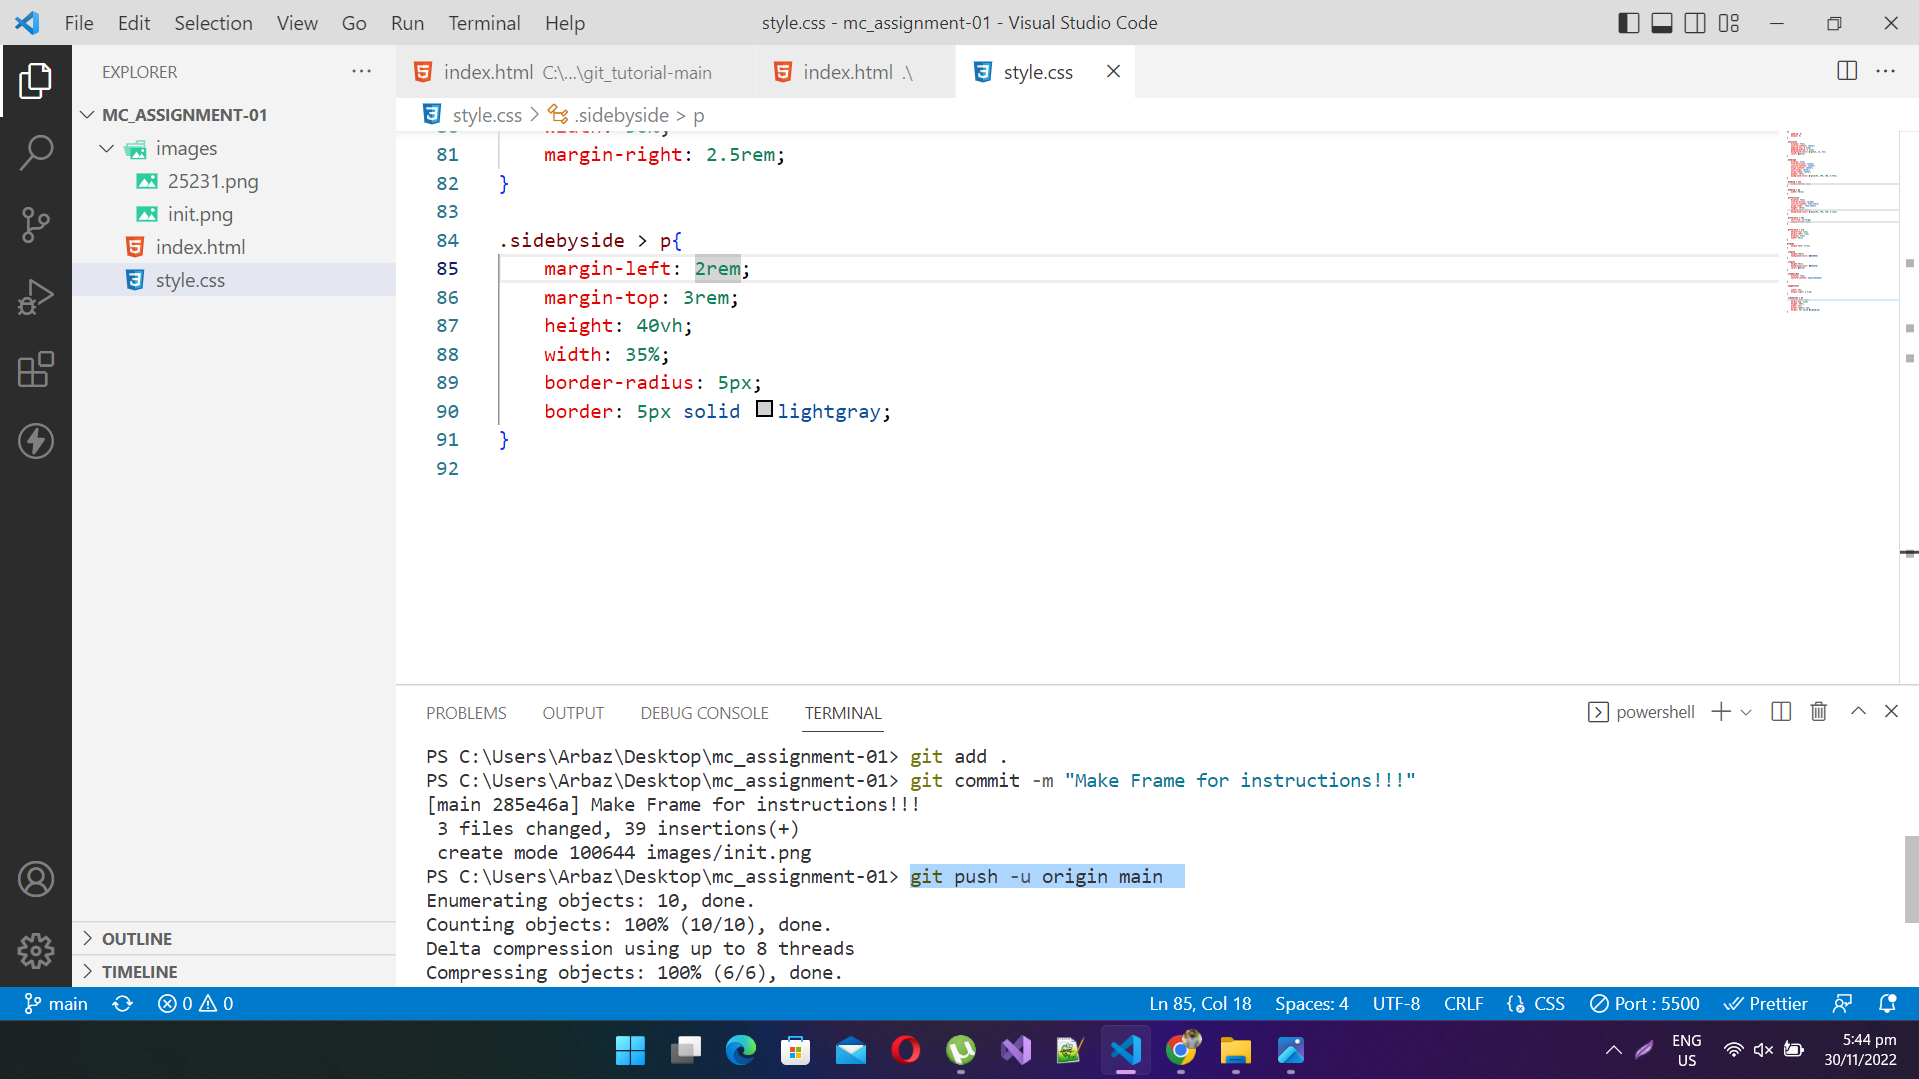 File Edit Selection View Go Run Terminal Help
style.css - mc_assignment-01 - Visual Studio Code
EXPLORER
MC_ASSIGNMENT-01
images
25231.png
init.png
index.html
style.css
OUTLINE
TIMELINE
index.html C:\...\git_tutorial-main
index.html .\
style.css
style.css > .sidebyside > p
81 margin-right: 2.5rem;
82 }
83
84 .sidebyside > p{
85 margin-left: 2rem;
86 margin-top: 3rem;
87 height: 40vh;
88 width: 35%;
89 border-radius: 5px;
90 border: 5px solid lightgray;
91 }
92
PROBLEMS OUTPUT DEBUG CONSOLE TERMINAL
powershell
PS C:\Users\Arbaz\Desktop\mc_assignment-01> git add .
PS C:\Users\Arbaz\Desktop\mc_assignment-01> git commit -m "Make Frame for instructions!!!"
[main 285e46a] Make Frame for instructions!!!
3 files changed, 39 insertions(+)
create mode 100644 images/init.png
PS C:\Users\Arbaz\Desktop\mc_assignment-01> git push -u origin main
Enumerating objects: 10, done.
Counting objects: 100% (10/10), done.
Delta compression using up to 8 threads
Compressing objects: 100% (6/6), done.
main 0 0
Ln 85, Col 18 Spaces: 4 UTF-8 CRLF CSS Port : 5500 Prettier
ENG
US
5:44 pm
30/11/2022